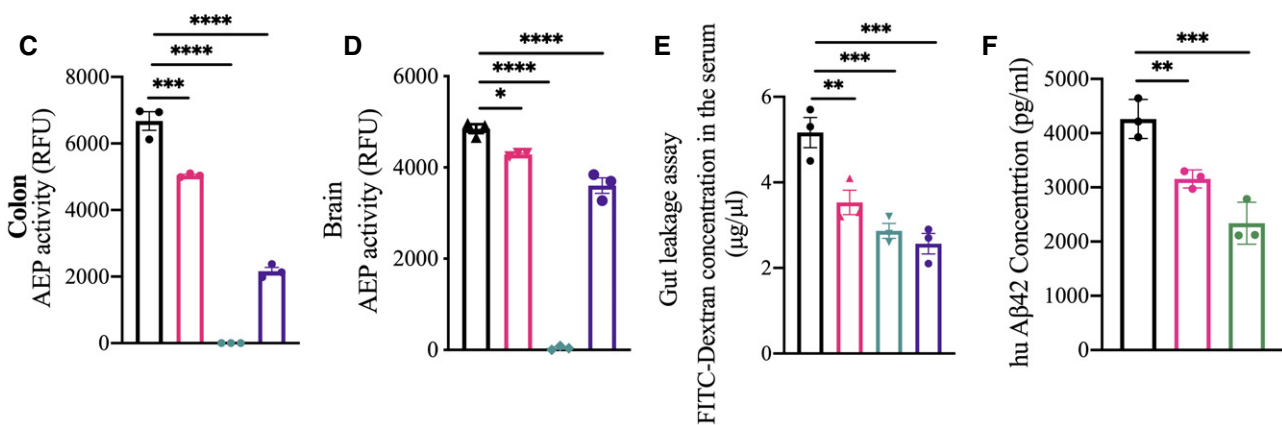 C
****
****
***
8000
6000
4000
2000
0
Colon
AEP activity (RFU)
D
****
****
*
6000
4000
2000
0
Brain
AEP activity (RFU)
E
***
***
**
6
4
2
0
Gut leakage assay
FITC-Dextran concentration in the serum
(µg/µl)
F
***
**
5000
4000
3000
2000
1000
0
hu Aβ42 Concentrtion (pg/ml)